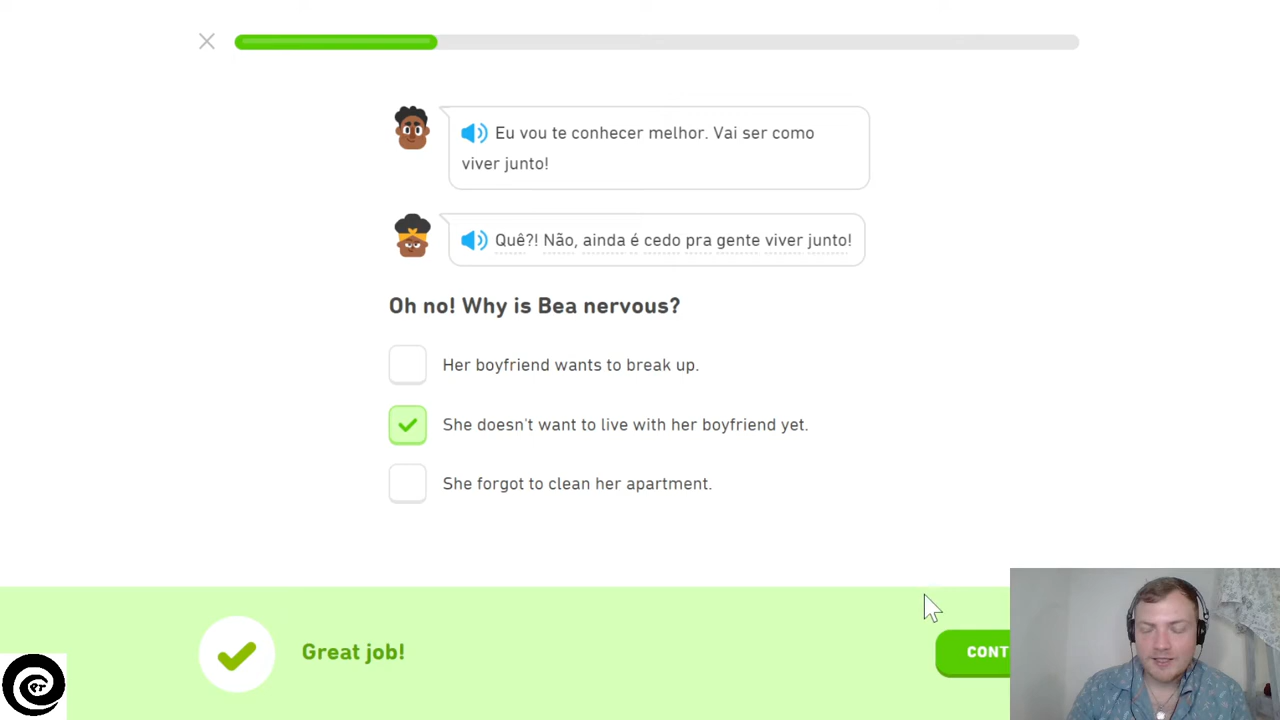 Eu vou te conhecer melhor. Vai ser como
viver junto!
Quê?! Não, ainda é cedo pra gente viver junto!
Oh no! Why is Bea nervous?
Her boyfriend wants to break up.
She doesn't want to live with her boyfriend yet.
She forgot to clean her apartment.
Great job!
CONT